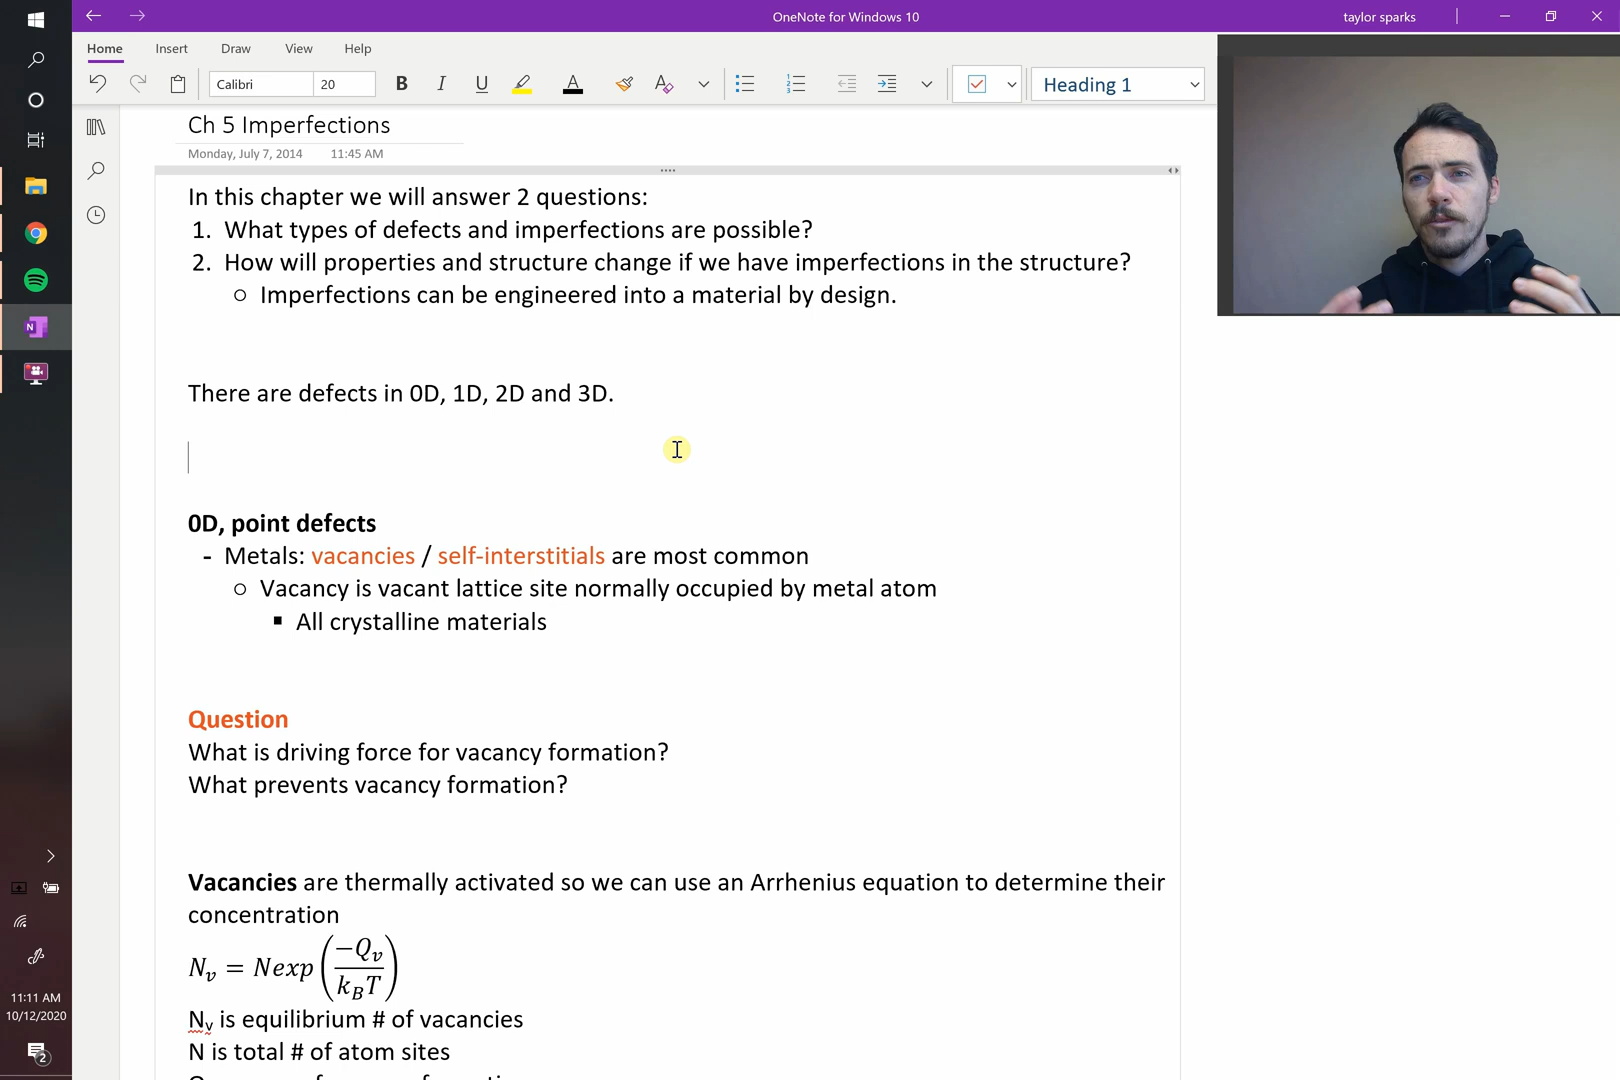 OneNote for Windows 10
taylor sparks
Home Insert Draw View Help
Calibri 20 B I U A A Heading 1
Ch 5 Imperfections
Monday, July 7, 2014 11:45 AM
In this chapter we will answer 2 questions:
1. What types of defects and imperfections are possible?
2. How will properties and structure change if we have imperfections in the structure?
○ Imperfections can be engineered into a material by design.
There are defects in 0D, 1D, 2D and 3D.
0D, point defects
- Metals: vacancies / self-interstitials are most common
○ Vacancy is vacant lattice site normally occupied by metal atom
▪ All crystalline materials
Question
What is driving force for vacancy formation?
What prevents vacancy formation?
Vacancies are thermally activated so we can use an Arrhenius equation to determine their
concentration
N_v = Nexp(−Q_v / k_B T)
N_v is equilibrium # of vacancies
N is total # of atom sites
11:11 AM
10/12/2020
2